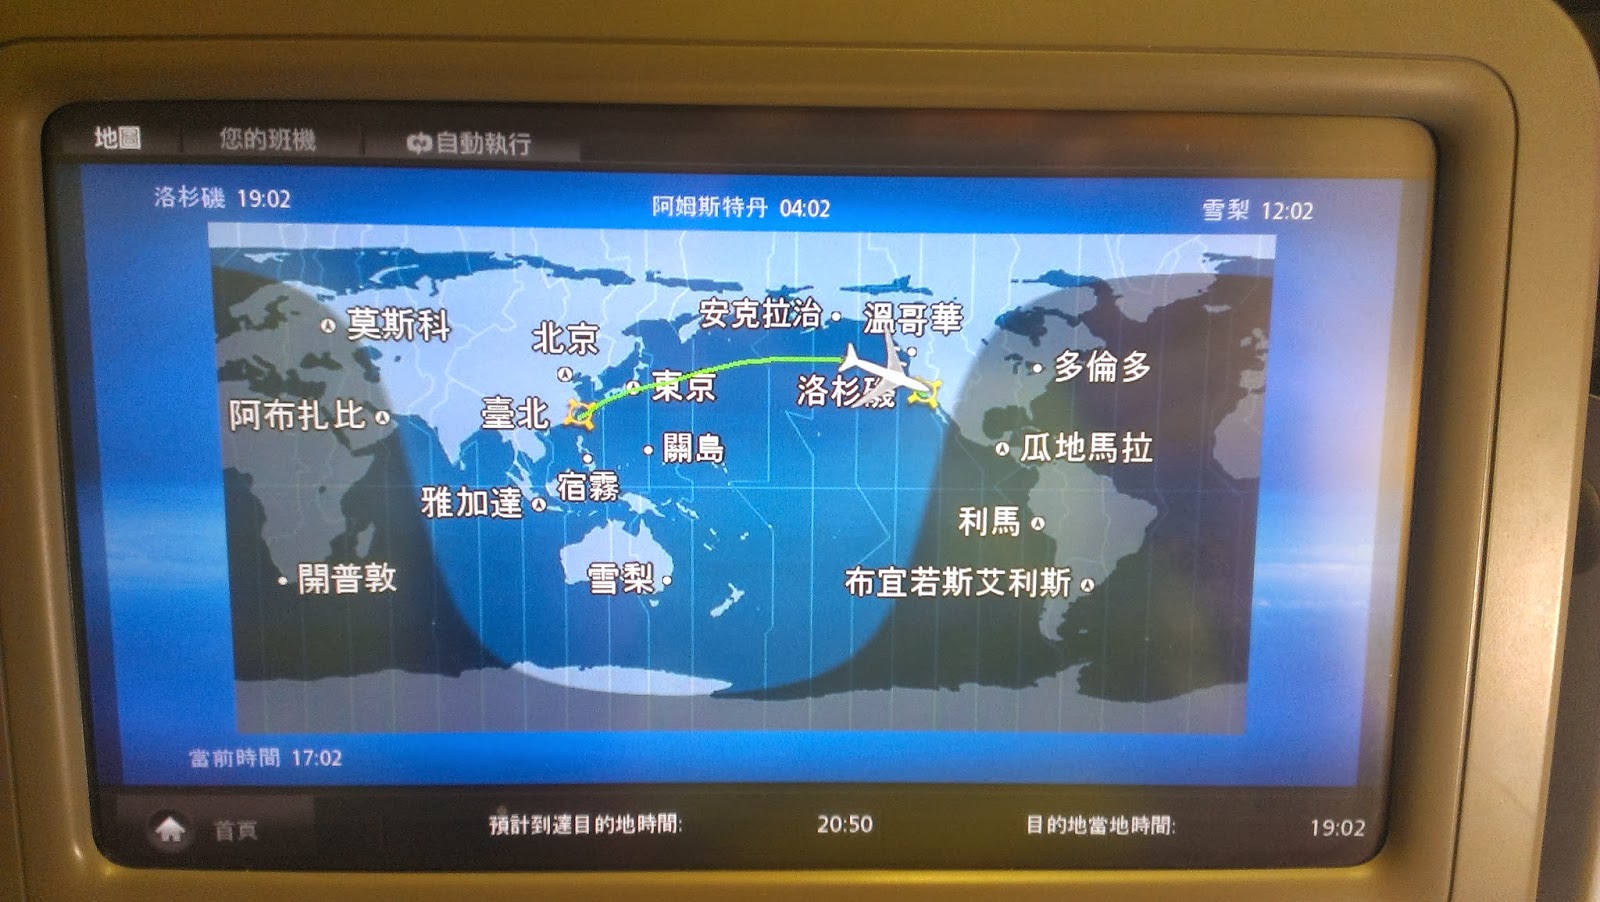 地圖 您的班機 自動執行
洛杉磯 19:02 阿姆斯特丹 04:02 雪梨 12:02
安克拉治 溫哥華
莫斯科 北京
多倫多
東京 洛杉磯
阿布扎比 臺北
關島 瓜地馬拉
雅加達 宿霧
利馬
開普敦 雪梨 布宜若斯艾利斯
當前時間 17:02
首頁 預計到達目的地時間: 20:50 目的地當地時間: 19:02